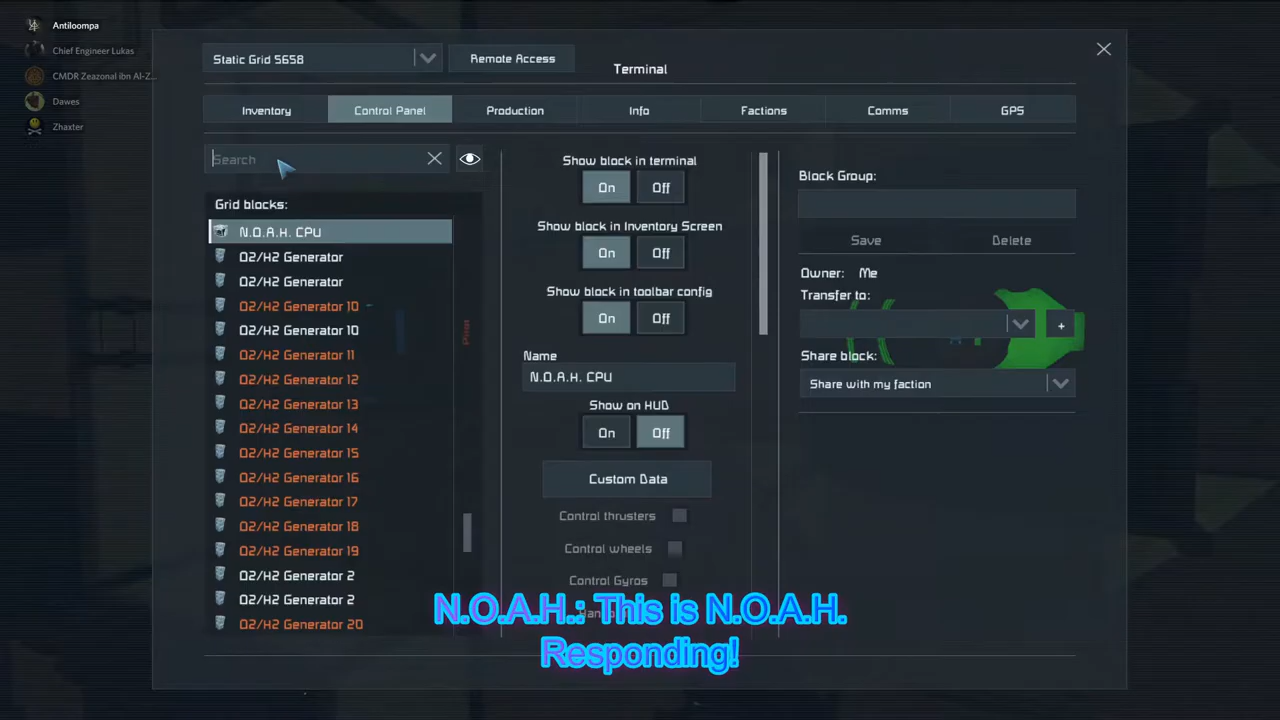 Antiloompa
Chief Engineer Lukas
CMDR Zeazonal ibn Al-Z...
Dawes
Zhaxter
Static Grid 5658
Remote Access
Terminal
Inventory
Control Panel
Production
Info
Factions
Comms
GPS
Search
Grid blocks:
N.O.A.H. CPU
O2/H2 Generator
O2/H2 Generator
O2/H2 Generator 10
O2/H2 Generator 10
O2/H2 Generator 11
O2/H2 Generator 12
O2/H2 Generator 13
O2/H2 Generator 14
O2/H2 Generator 15
O2/H2 Generator 16
O2/H2 Generator 17
O2/H2 Generator 18
O2/H2 Generator 19
O2/H2 Generator 2
O2/H2 Generator 2
O2/H2 Generator 20
Show block in terminal
On Off
Show block in Inventory Screen
On Off
Show block in toolbar config
On Off
Name
N.O.A.H. CPU
Show on HUD
On Off
Custom Data
Control thrusters
Control wheels
Control Gyros
Block Group:
Save Delete
Owner: Me
Transfer to:
+
Share block:
Share with my faction
Pilot
N.O.A.H.: This is N.O.A.H.
Responding!